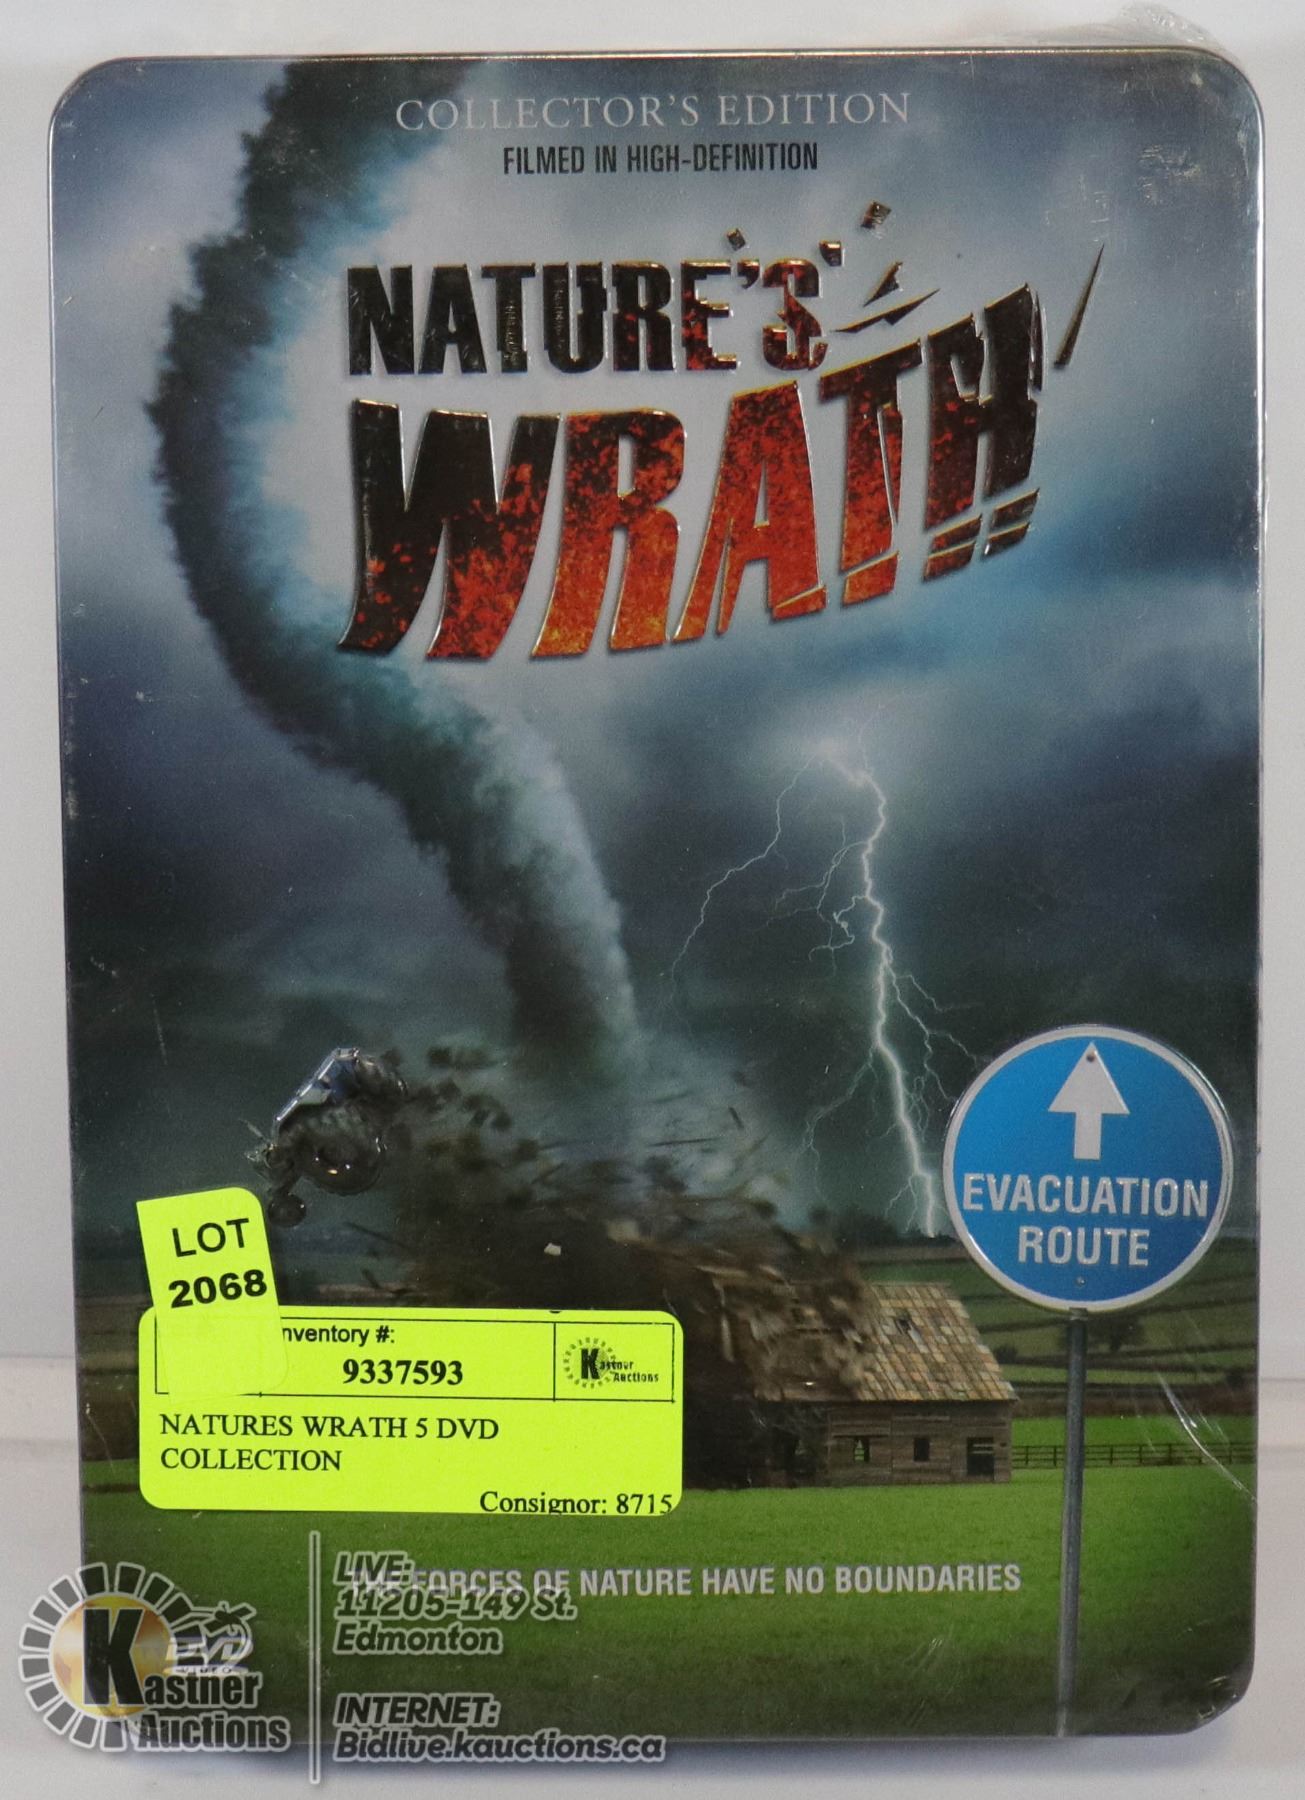 COLLECTOR'S EDITION
FILMED IN HIGH-DEFINITION
NATURE'S
WRATH
EVACUATION
ROUTE
LOT
2068
nventory #:
9337593
Kastner
Auctions
NATURES WRATH 5 DVD
COLLECTION
Consignor: 8715
THE FORCES OF NATURE HAVE NO BOUNDARIES
DVD
VIDEO
Kastner
Auctions
LIVE:
11205-149 St.
Edmonton
INTERNET:
Bidlive.kauctions.ca